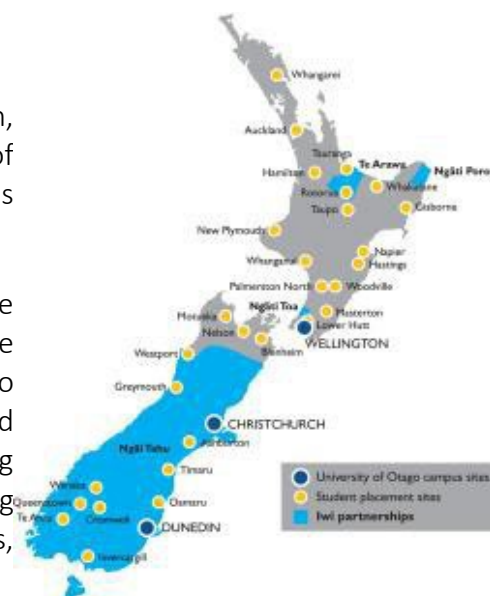 n,
of
s
e
e
o
d
g
g
s,
Whangarei
Auckland
Tauranga
Te Arawa
Ngāti Porou
Hamilton
Rotorua
Whakatane
Taupo
Gisborne
New Plymouth
Napier
Whanganui
Hastings
Palmerston North
Woodville
Ngāti Toa
Masterton
Motueka
Lower Hutt
Nelson
WELLINGTON
Blenheim
Westport
Greymouth
CHRISTCHURCH
Ngāi Tahu
Ashburton
Timaru
Wanaka
Queenstown
Oamaru
Te Anau
Cromwell
DUNEDIN
Invercargill
University of Otago campus sites
Student placement sites
Iwi partnerships